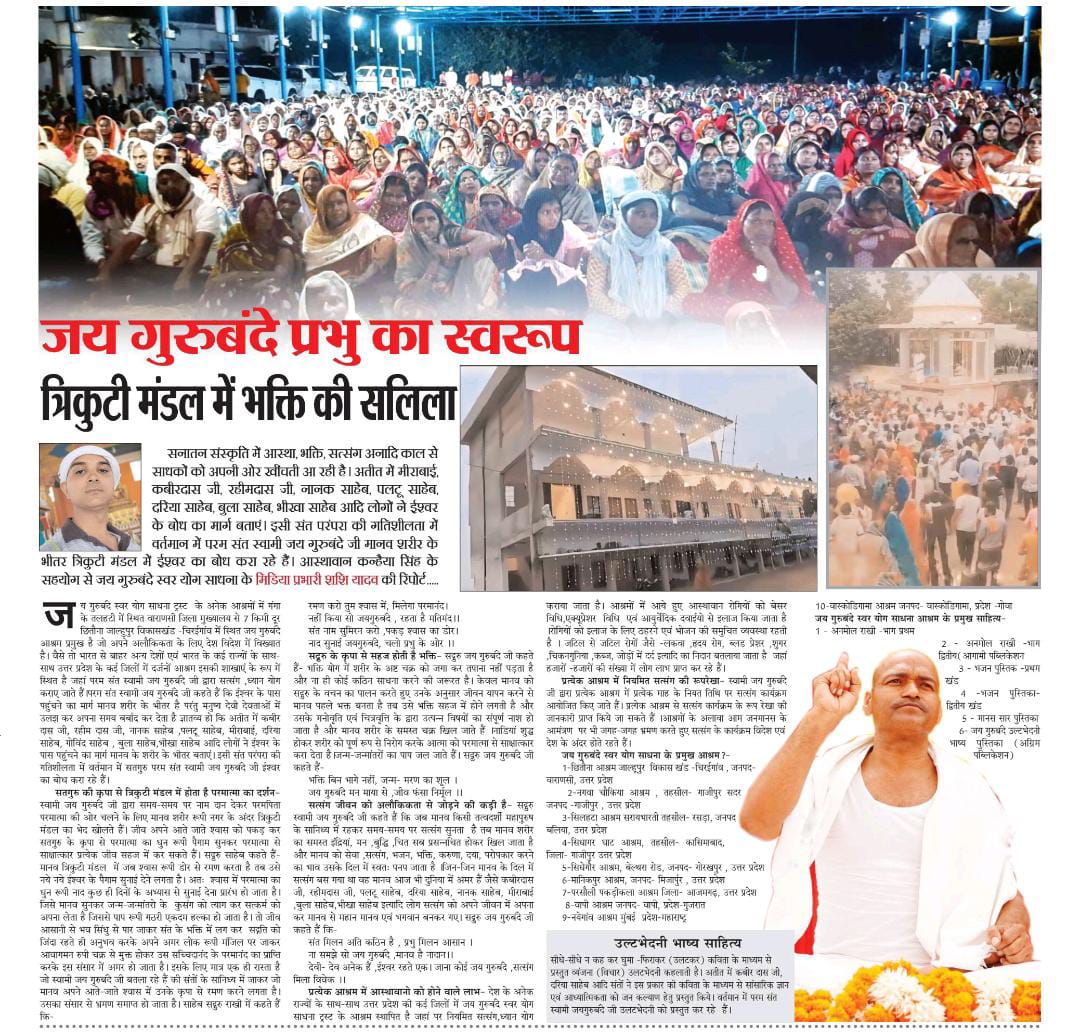 जय गुरुबंदे प्रभु का स्वरूप
त्रिकुटी मंडल में भक्ति की सलिला
सनातन संस्कृति में आस्था, भक्ति, सत्संग अनादि काल से
साधकों को अपनी ओर खींचती आ रही है। अतीत में मीराबाई,
कबीरदास जी, रहीमदास जी, नानक साहेब, पलटू साहेब,
दरिया साहेब, बुला साहेब, भीखा साहेब आदि लोगों ने ईश्वर
के बोध का मार्ग बताएं। इसी संत परंपरा की गतिशीलता में
वर्तमान में परम संत स्वामी जय गुरुबंदे जी मानव शरीर के
भीतर त्रिकुटी मंडल में ईश्वर का बोध करा रहे हैं। आस्थावान कन्हैया सिंह के
सहयोग से जय गुरुबंदे स्वर योग साधना के मिडिया प्रभारी शशि यादव की रिपोर्ट.....
जय गुरुबंदे स्वर योग साधना ट्रस्ट के अनेक आश्रमों में गंगा
के तलहटी में स्थित वाराणसी जिला मुख्यालय से 7 किमी दूर
छितौना जाल्हूपुर विकासखंड -चिरईगांव में स्थित जय गुरुबंदे
आश्रम प्रमुख है जो अपने अलौकिकता के लिए देश विदेश में विख्यात
है। वैसे तो भारत से बाहर अन्य देशों एवं भारत के कई राज्यों के साथ-
साथ उत्तर प्रदेश के कई जिलों में दर्जनों आश्रम इसकी शाखाएं के रूप में
स्थित है जहां परम संत स्वामी जय गुरुबंदे जी द्वारा सत्संग ,ध्यान योग
कराए जाते हैं।परम संत स्वामी जय गुरुबंदे जी कहते हैं कि ईश्वर के पास
पहुंचने का मार्ग मानव के शरीर के भीतर है परंतु मनुष्य देवी देवताओं में
उलझ कर अपना समय बर्बाद कर देता है ज्ञातव्य हो कि अतीत में कबीर
दास जी, रहीम दास जी, नानक साहेब ,पलटू साहेब, मीराबाई, दरिया
साहेब, गोविंद साहेब , बुला साहेब,भीखा साहेब आदि लोगों ने ईश्वर के
पास पहुंचने का मार्ग मानव के शरीर के भीतर बताएं। इसी संत परंपरा की
गतिशीलता में वर्तमान में सतगुरु परम संत स्वामी जय गुरुबंदे जी ईश्वर
का बोध करा रहे हैं।
सतगुरु की कृपा से त्रिकुटी मंडल में होता है परमात्मा का दर्शन–
स्वामी जय गुरुबंदे जी द्वारा समय-समय पर नाम दान देकर परमपिता
परमात्मा की ओर चलने के लिए मानव शरीर रूपी नगर के अंदर त्रिकुटी
मंडल का भेद खोलते हैं। जीव अपने आते जाते श्वास को पकड़ कर
सतगुरु के कृपा से परमात्मा का धुन रूपी पैगाम सुनकर परमात्मा से
साक्षात्कार प्रत्येक जीव सहज में कर सकते हैं। सद्गुरु साहेब कहते हैं-
मानव त्रिकुटी मंडल में जब श्वास रूपी डोर से रमण करता है तब उसे
नये नये ईश्वर के पैगाम सुनाई देने लगता है। अतः श्वास में परमात्मा का
धुन रूपी नाद कुछ ही दिनों के अभ्यास से सुनाई देना प्रारंभ हो जाता है।
जिसे मानव सुनकर जन्म-जन्मांतरो के कुसंग को त्याग कर सत्कर्म को
अपना लेता है जिससे पाप रूपी गठरी एकदम हल्का हो जाता है। तो जीव
आसानी से भव सिंधु से पार जाकर संत के भक्ति में लग कर सद्गति को
जिंदा रहते ही अनुभव करके अपने अमर लोक रूपी मंजिल पर जाकर
आवागमन रुपी चक्र से मुक्त होकर उस सच्चिदानंद के परमानंद का प्राप्ति
करके इस संसार में अमर हो जाता है। इसके लिए मात्र एक ही रास्ता है
जो स्वामी जय गुरुबंदे जी बतला रहे हैं की संतों के सानिध्य में जाकर जो
मानव अपने आते-जाते श्वास में उनके कृपा से रमण करने लगता है।
उसका संसार से भ्रमण समाप्त हो जाता है। साहेब सद्गुरु राखी में कहते हैं
कि-
रमण करो तुम श्वास में, मिलेगा परमानंद।
नहीं किया सो जयगुरुबंदे , रहता है मतिमंद।।
संत नाम सुमिरन करो ,पकड़ श्वास का डोर।
नाद सुनाई जयगुरुबंदे, चलो प्रभु के ओर ।।
सद्गुरु के कृपा से सहज होती है भक्ति– सद्गुरु जय गुरुबंदे जी कहते
हैं- भक्ति योग में शरीर के अष्ट चक्र को जगा कर तपाना नहीं पड़ता है
और ना ही कोई कठिन साधना करने की जरूरत है। केवल मानव को
सद्गुरु के वचन का पालन करते हुए उनके अनुसार जीवन यापन करने से
मानव पहले भक्त बनता है तब उसे भक्ति सहज में होने लगती है और
उसके मनोवृति एवं चित्रवृत्ति के द्वारा उत्पन्न विषयों का संपूर्ण नाश हो
जाता है और मानव शरीर के समस्त चक्र खिल जाते हैं ।नाडियां शुद्ध
होकर शरीर को पूर्ण रूप से निरोग करके आत्मा को परमात्मा से साक्षात्कार
करा देता है।जन्म-जन्मांतरों का पाप जल जाते हैं। सद्गुरु जय गुरुबंदे जी
कहते हैं-
भक्ति बिन भागे नहीं, जन्म- मरण का शूल ।
जय गुरुबंदे मन माया से ,जीव फंसा निर्मूल ।।
सत्संग जीवन को अलौकिकता से जोड़ने की कड़ी है– सद्गुरु
स्वामी जय गुरुबंदे जी कहते हैं कि जब मानव किसी तत्वदर्शी महापुरुष
के सानिध्य में रहकर समय-समय पर सत्संग सुनता है तब मानव शरीर
का समस्त इंद्रियां, मन ,बुद्धि ,चित सब प्रसन्नचित होकर खिल जाता है
और मानव को सेवा ,सत्संग, भजन, भक्ति, करुणा, दया, परोपकार करने
का भाव उसके दिल में स्वतः पनप जाता है ।जिन-जिन मानव के दिल में
सत्संग बस गया वो वह मानव आज भी दुनिया में अमर हैं जैसे कबीरदास
जी, रहीमदास जी, पलटू साहेब, दरिया साहेब, नानक साहेब, मीराबाई
,बुला साहेब,भीखा साहेब इत्यादि लोग सत्संग को अपने जीवन में अपना
कर मानव से महान मानव एवं भगवान बनकर गए। सद्गुरु जय गुरुबंदे जी
कहते हैं कि-
संत मिलन अति कठिन है , प्रभु मिलन आसान ।
ना समझे सो जय गुरुबंदे ,मानव है नादान।।
देवी- देव अनेक हैं ,ईश्वर रहते एक। जाना कोई जय गुरुबंदे ,सत्संग
मिला विवेक ।।
प्रत्येक आश्रम में आस्थावानो को होने वाले लाभ– देश के अनेक
राज्यों के साथ-साथ उत्तर प्रदेश की कई जिलों में जय गुरुबंदे स्वर योग
साधना ट्रस्ट के आश्रम स्थापित है जहां पर नियमित सत्संग,ध्यान योग
कराया जाता है। आश्रमों में आये हुए आस्थावान रोगियों को बेसर
विधि,एक्यूप्रेशर विधि एवं आयुर्वेदिक दवाईयो से इलाज किया जाता है
।रोगियों को इलाज के लिए ठहरने एवं भोजन की समुचित व्यवस्था रहती
है । जटिल से जटिल रोगों जैसे -लकवा ,हृदय रोग, ब्लड प्रेशर ,शुगर
,चिकनगुनिया ,कब्ज, जोड़ों में दर्द इत्यादि का निदान बतलाया जाता है जहां
हजारों -हजारों की संख्या में लोग लाभ प्राप्त कर रहे हैं।
प्रत्येक आश्रम में नियमित सत्संग की रूपरेखा- स्वामी जय गुरुबंदे
जी द्वारा प्रत्येक आश्रम में प्रत्येक माह के नियत तिथि पर सत्संग कार्यक्रम
आयोजित किए जाते हैं। प्रत्येक आश्रम से सत्संग कार्यक्रम के रूप रेखा की
जानकारी प्राप्त किये जा सकते हैं ।आश्रमों के अलावा आम जनमानस के
आमंत्रण पर भी जगह-जगह भ्रमण करते हुए सत्संग के कार्यक्रम विदेश एवं
देश के अंदर होते रहते हैं।
जय गुरुबंदे स्वर योग साधना के प्रमुख आश्रम ?-
1-छितौना आश्रम जाल्हूपुर विकास खंड -चिरईगांव , जनपद-
वाराणसी, उत्तर प्रदेश
2-नगवा चौकिया आश्रम , तहसील- गाजीपुर सदर
जनपद -गाजीपुर , उत्तर प्रदेश
3-सिलहटा आश्रम सरायभारती तहसील- रसड़ा, जनपद
बलिया, उत्तर प्रदेश
4-सिधागर घाट आश्रम, तहसील- कासिमाबाद,
जिला- गाजीपुर उत्तर प्रदेश
5-सिधेगौर आश्रम, बेल्थरा रोड, जनपद- गोरखपुर , उत्तर प्रदेश
6-मानिकपुर आश्रम, जनपद- मिर्जापुर , उत्तर प्रदेश
7-परसौली पकड़ीकला आश्रम जिला- आजमगढ़, उत्तर प्रदेश
8-वापी आश्रम जनपद- वापी, प्रदेश-गुजरात
9-नयेगांव आश्रम मुंबई प्रदेश-महाराष्ट्र
10-वास्कोडिगामा आश्रम जनपद- वास्कोडिगामा, प्रदेश -गोवा
जय गुरुबंदे स्वर योग साधना आश्रम के प्रमुख साहित्य-
1 - अनमोल राखी -भाग प्रथम
2 - अनमोल राखी -भाग
द्वितीय( आगामी पब्लिकेशन)
3 - भजन पुस्तिक -प्रथम
खंड
4 -भजन पुस्तिका-
द्वितीय खंड
5 - मानस सार पुस्तिका
6- जय गुरुबंदे उल्टभेदनी
भाष्य पुस्तिका (अग्रिम
पब्लिकेशन)
उल्टभेदनी भाष्य साहित्य
सीधे-सीधे न कह कर घुमा -फिराकर (उलटकर) कविता के माध्यम से
प्रस्तुत व्यंजना (विचार) उलटभेदनी कहलाती है। अतीत में कबीर दास जी,
दरिया साहेब आदि संतों ने इस प्रकार की कविता के माध्यम से सांसारिक ज्ञान
एवं आध्यात्मिकता को जन कल्याण हेतु प्रस्तुत किये। वर्तमान में परम संत
स्वामी जयगुरुबंदे जी उलटभेदनी को प्रस्तुत कर रहे हैं।